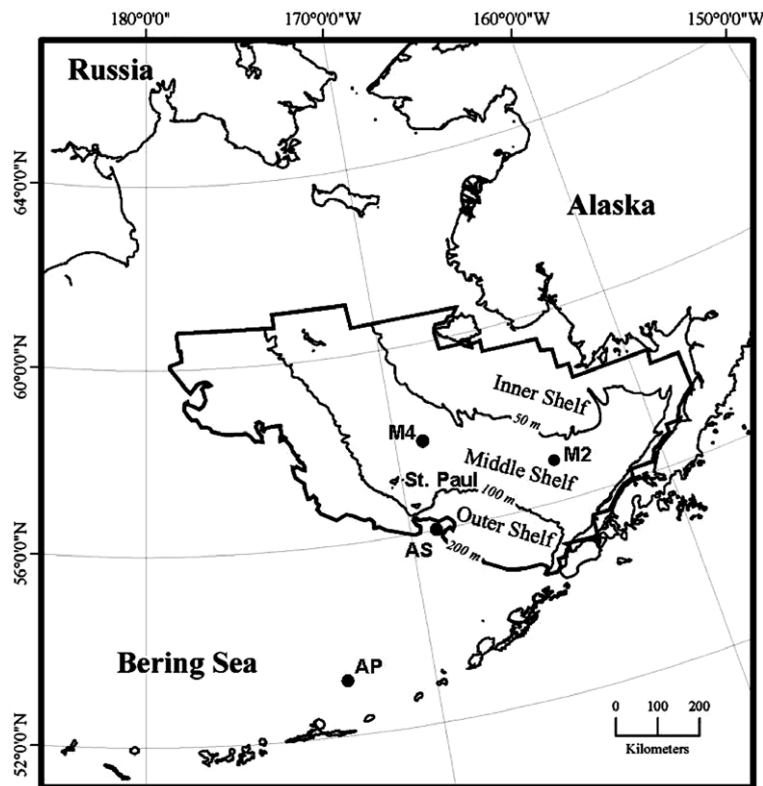 180°0'0"W
170°0'0"W
160°0'0"W
150°0'0"W
Russia
64°0'0"N
Alaska
60°0'0"N
Inner Shelf
50 m
M4
M2
Middle Shelf
St. Paul
100 m
Outer Shelf
AS
200 m
56°0'0"N
Bering Sea
AP
0 100 200
Kilometers
52°0'0"N